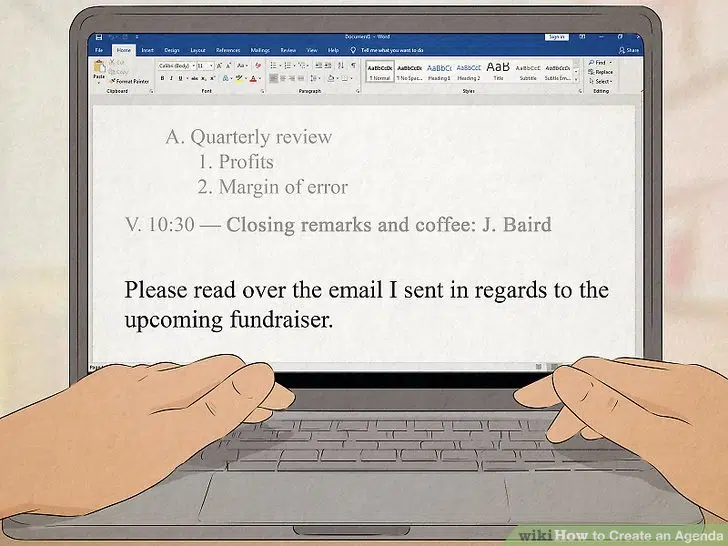 Document1 - Word
Sign in
File Home Insert Design Layout References Mailings Review View Help Tell me what you want to do Share
Paste Cut Copy Format Painter
Calibri (Body) 11
AaBbCcDc AaBbCcDc AaBbCc AaBbCcC AaB AaBbCcD AaBbCcDc
¶ Normal ¶ No Spac... Heading 1 Heading 2 Title Subtitle Subtle Em...
Find
Replace
Select
Clipboard Font Paragraph Styles Editing
A. Quarterly review
1. Profits
2. Margin of error
V. 10:30 — Closing remarks and coffee: J. Baird
Please read over the email I sent in regards to the
upcoming fundraiser.
wikiHow to Create an Agenda